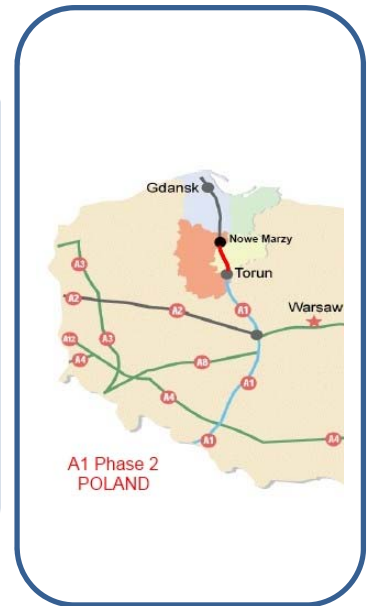 Gdansk
Nowe Marzy
Torun
A1
Warsaw
A3
A2
A2
A12
A3
A4
A8
A1
A4
A1
A4
A1 Phase 2
POLAND